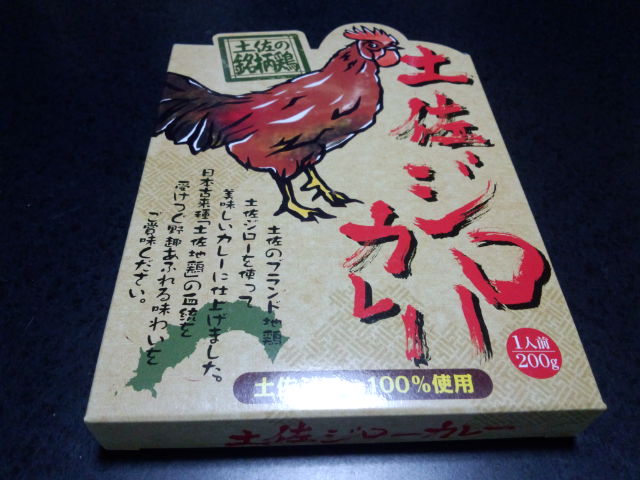 土佐の
銘柄鶏
土佐ジロー
カレー
1人前
200g
土佐のブランド地鶏
土佐ジローを使って
美味しいカレーに仕上げました。
日本古来種「土佐地鶏」の血統を
受けつぐ野趣あふれる味わいを
ご賞味ください。
土佐ジロー 100%使用
土佐ジローカレー